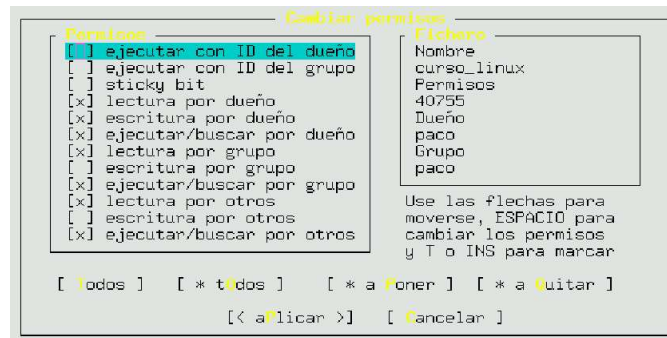 Cambiar permisos
Permisos
[ ] ejecutar con ID del dueño
[ ] ejecutar con ID del grupo
[ ] sticky bit
[x] lectura por dueño
[x] escritura por dueño
[x] ejecutar/buscar por dueño
[x] lectura por grupo
[ ] escritura por grupo
[x] ejecutar/buscar por grupo
[x] lectura por otros
[ ] escritura por otros
[x] ejecutar/buscar por otros
Fichero
Nombre
curso_linux
Permisos
40755
Dueño
paco
Grupo
paco
Use las flechas para
moverse, ESPACIO para
cambiar los permisos
y T o INS para marcar
[ Todos ] [ * tOdos ] [ * a Poner ] [ * a Quitar ]
[< aPlicar >] [ Cancelar ]